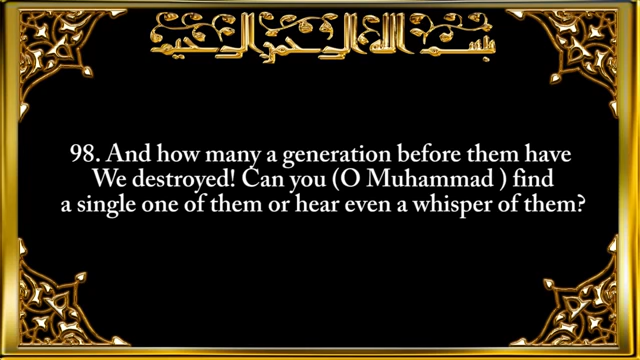 بسم الله الرحمن الرحيم
98. And how many a generation before them have
We destroyed! Can you (O Muhammad ) find
a single one of them or hear even a whisper of them?